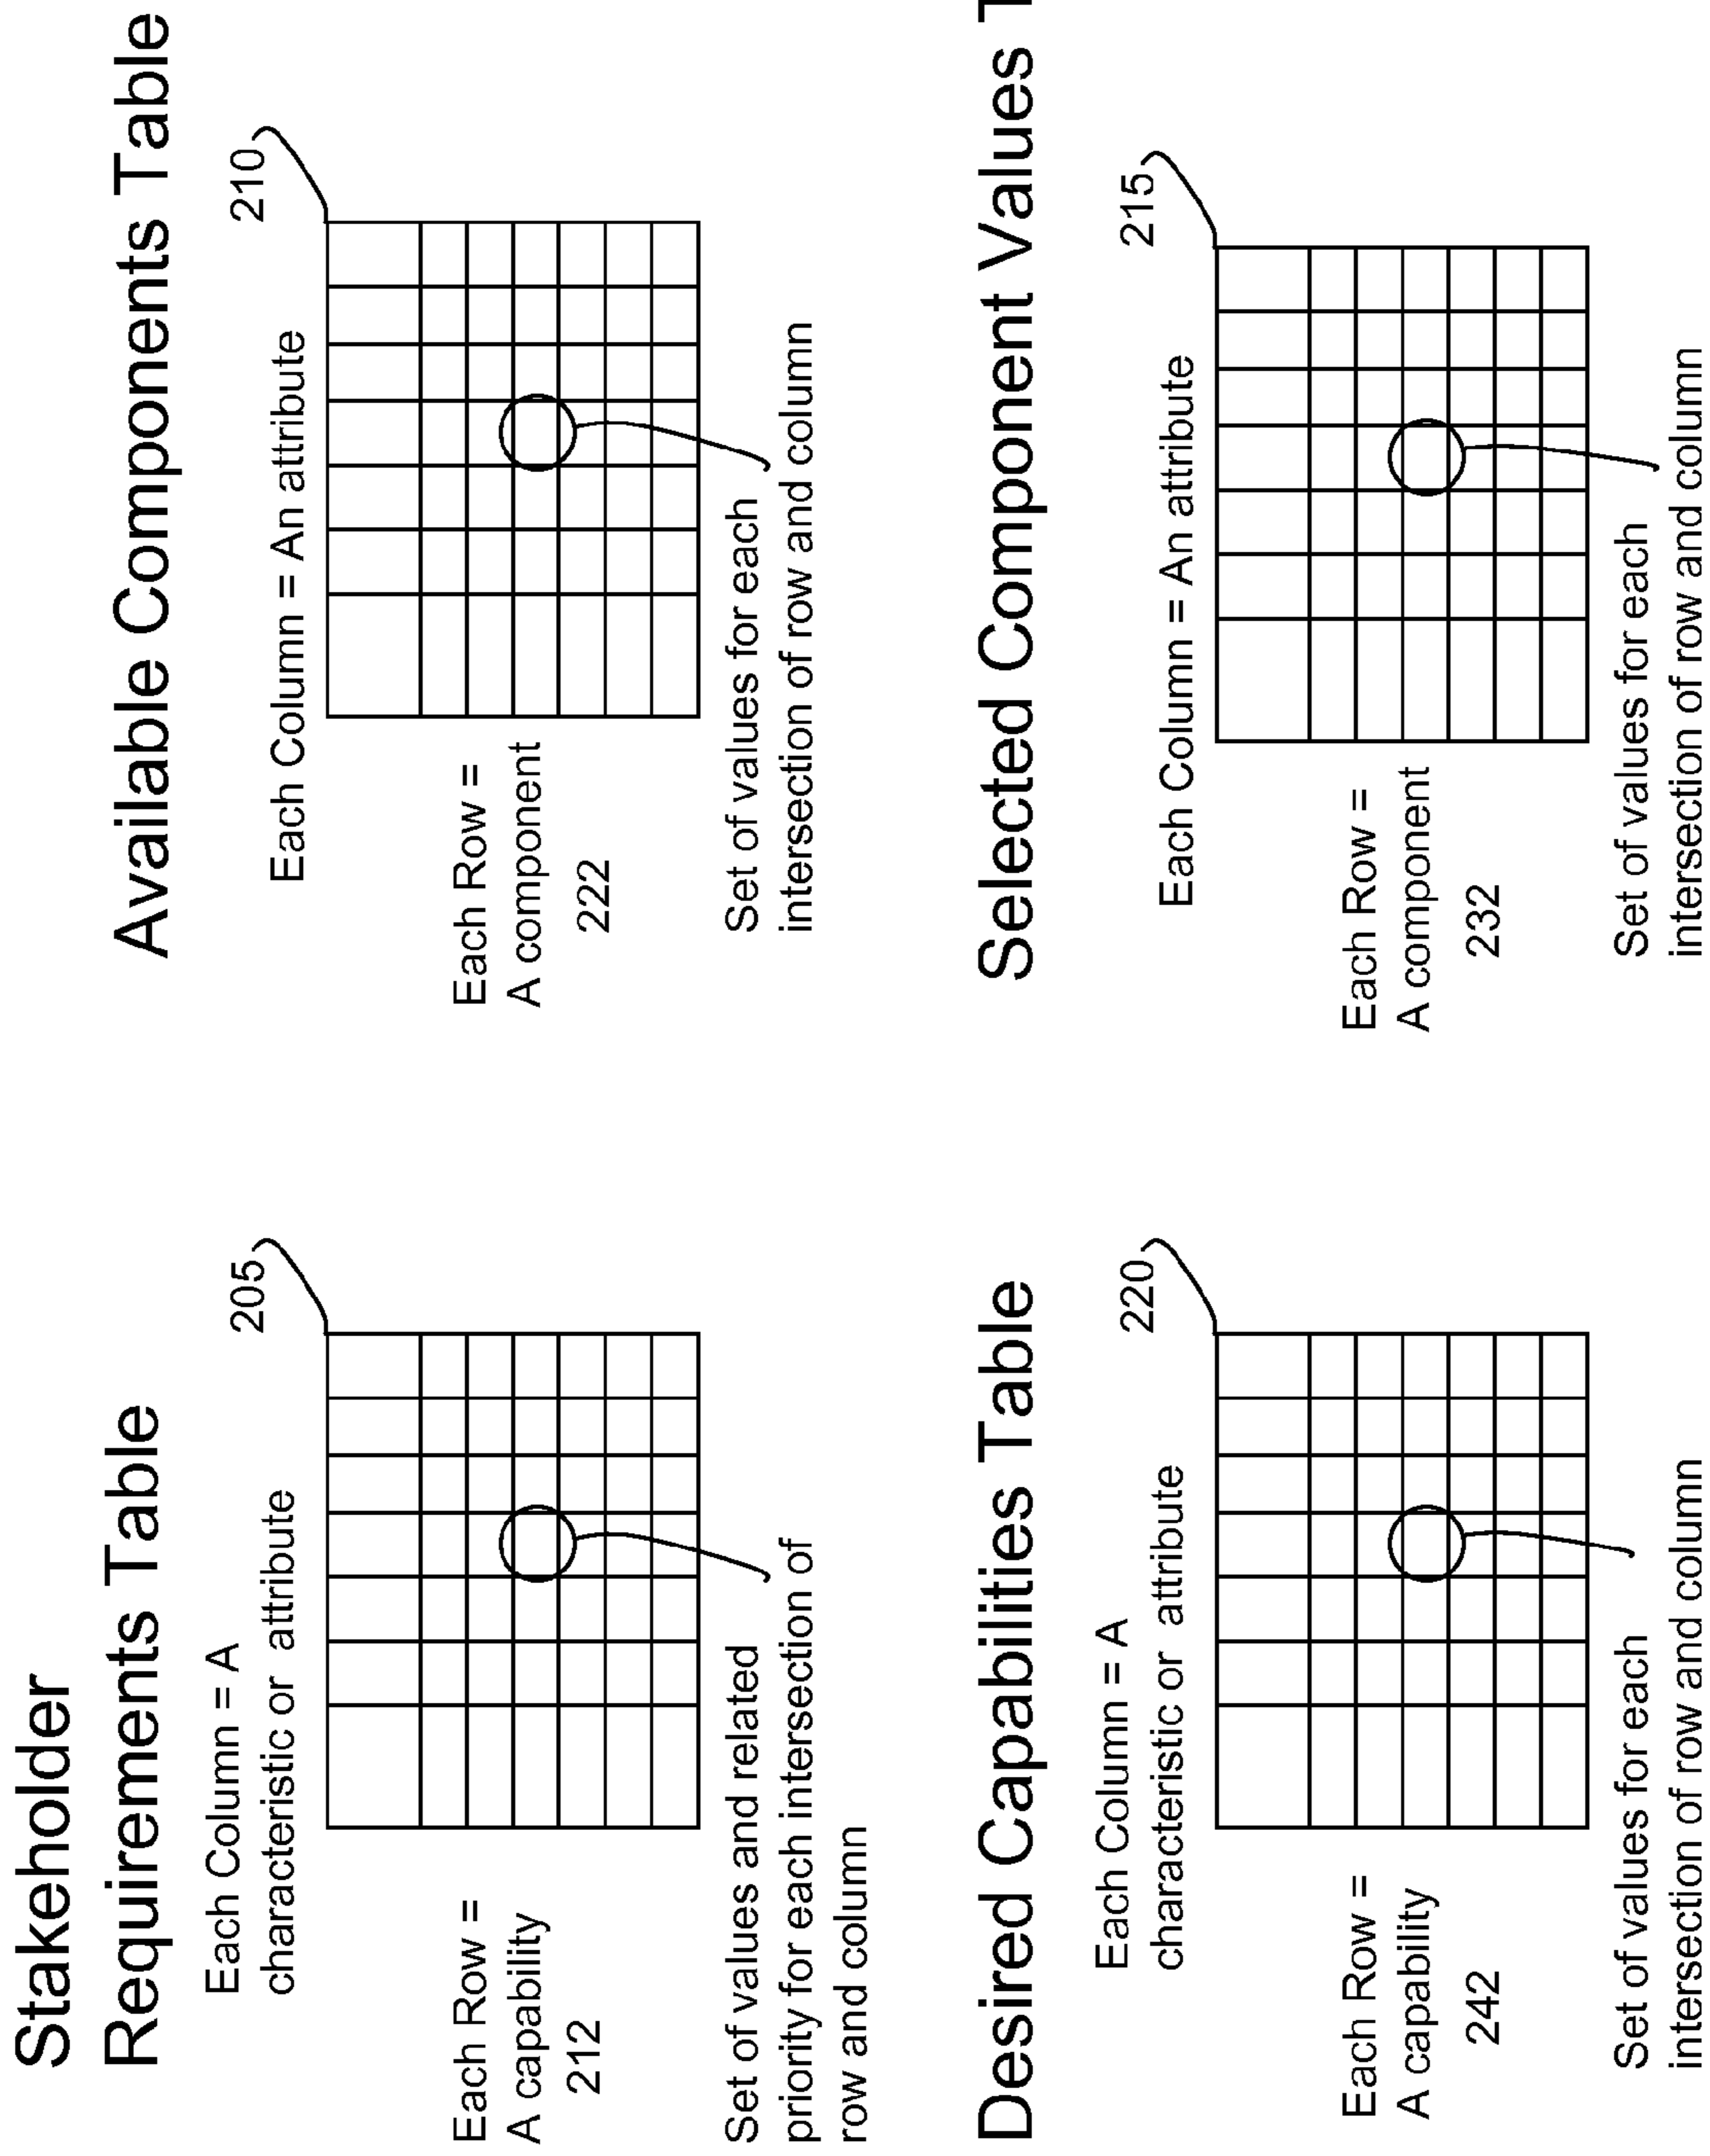 Stakeholder
Requirements Table
Each Column = A
characteristic or attribute
205
Each Row =
A capability
212
Set of values and related
priority for each intersection of
row and column
Available Components Table
Each Column = An attribute
210
Each Row =
A component
222
Set of values for each
intersection of row and column
Desired Capabilities Table
Each Column = A
characteristic or attribute
220
Each Row =
A capability
242
Set of values for each
intersection of row and column
Selected Component Values
Each Column = An attribute
215
Each Row =
A component
232
Set of values for each
intersection of row and column